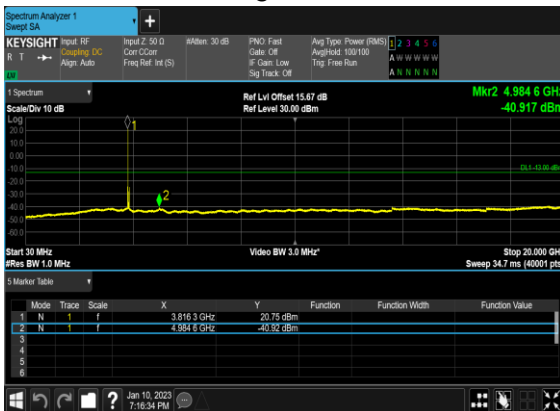 Spectrum Analyzer 1
Swept SA
KEYSIGHT Input: RF Input Z: 50 Ω #Atten: 30 dB PNO: Fast Avg Type: Power (RMS) 1 2 3 4 5 6
R T Coupling: DC Corr CCorr Gate: Off Avg|Hold: 100/100 A W W W W W
Align: Auto Freq Ref: Int (S) IF Gain: Low Trig: Free Run
Sig Track: Off A N N N N N
LV
1 Spectrum
Scale/Div 10 dB
Ref Lvl Offset 15.67 dB
Ref Level 30.00 dBm
Mkr2 4.984 6 GHz
-40.917 dBm
Log
20.0
10.0
0.00
-10.0
-20.0
-30.0
-40.0
-50.0
-60.0
1
2
DL1 -13.00 dBm
Start 30 MHz Video BW 3.0 MHz* Stop 20.000 GHz
#Res BW 1.0 MHz Sweep 34.7 ms (40001 pts
5 Marker Table
Mode Trace Scale X Y Function Function Width Function Value
1 N 1 f 3.816 3 GHz 20.75 dBm
2 N 1 f 4.984 6 GHz -40.92 dBm
3
4
5
6
Jan 10, 2023
7:16:34 PM